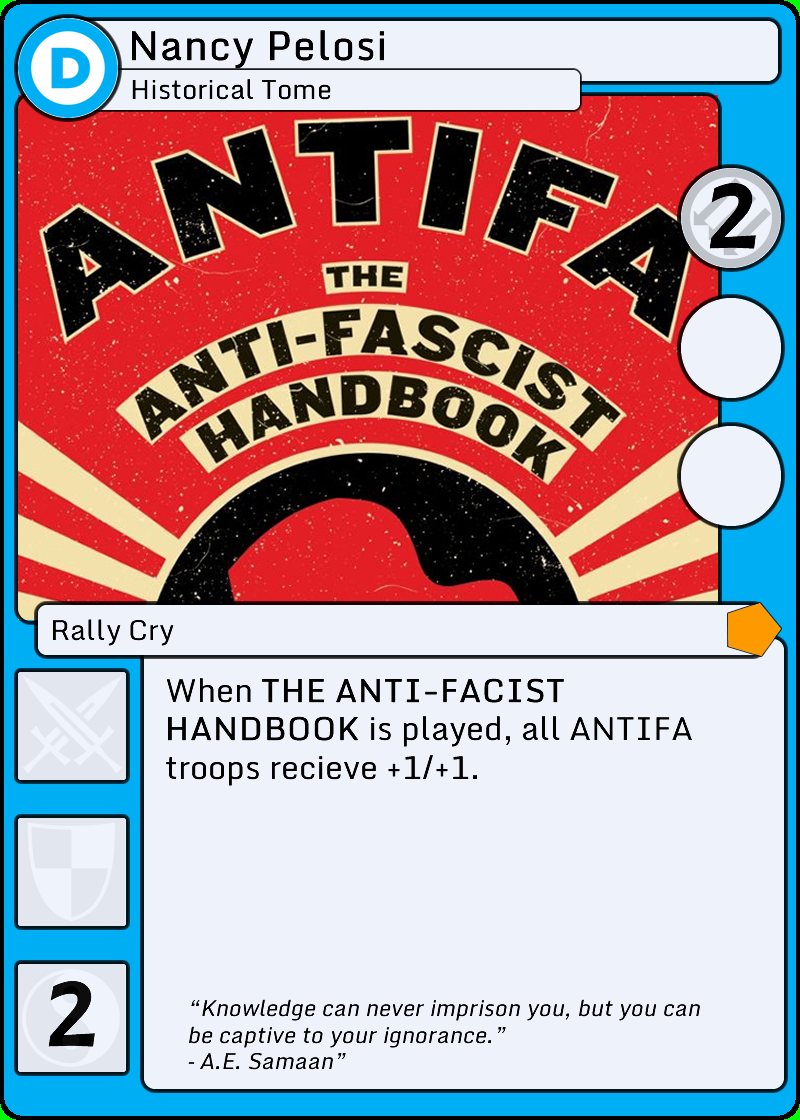 D
Nancy Pelosi
Historical Tome
ANTIFA
THE
ANTI-FASCIST
HANDBOOK
2
Rally Cry
When THE ANTI-FACIST
HANDBOOK is played, all ANTIFA
troops recieve +1/+1.
2
“Knowledge can never imprison you, but you can
be captive to your ignorance.”
- A.E. Samaan”